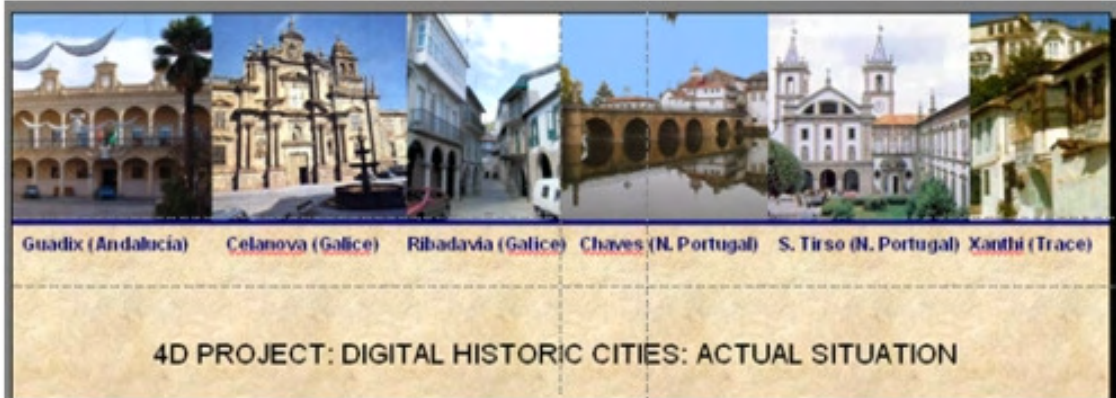 Guadix (Andalucía) Celanova (Galice) Ribadavia (Galice) Chaves (N. Portugal) S. Tirso (N. Portugal) Xanthi (Trace)
4D PROJECT: DIGITAL HISTORIC CITIES: ACTUAL SITUATION